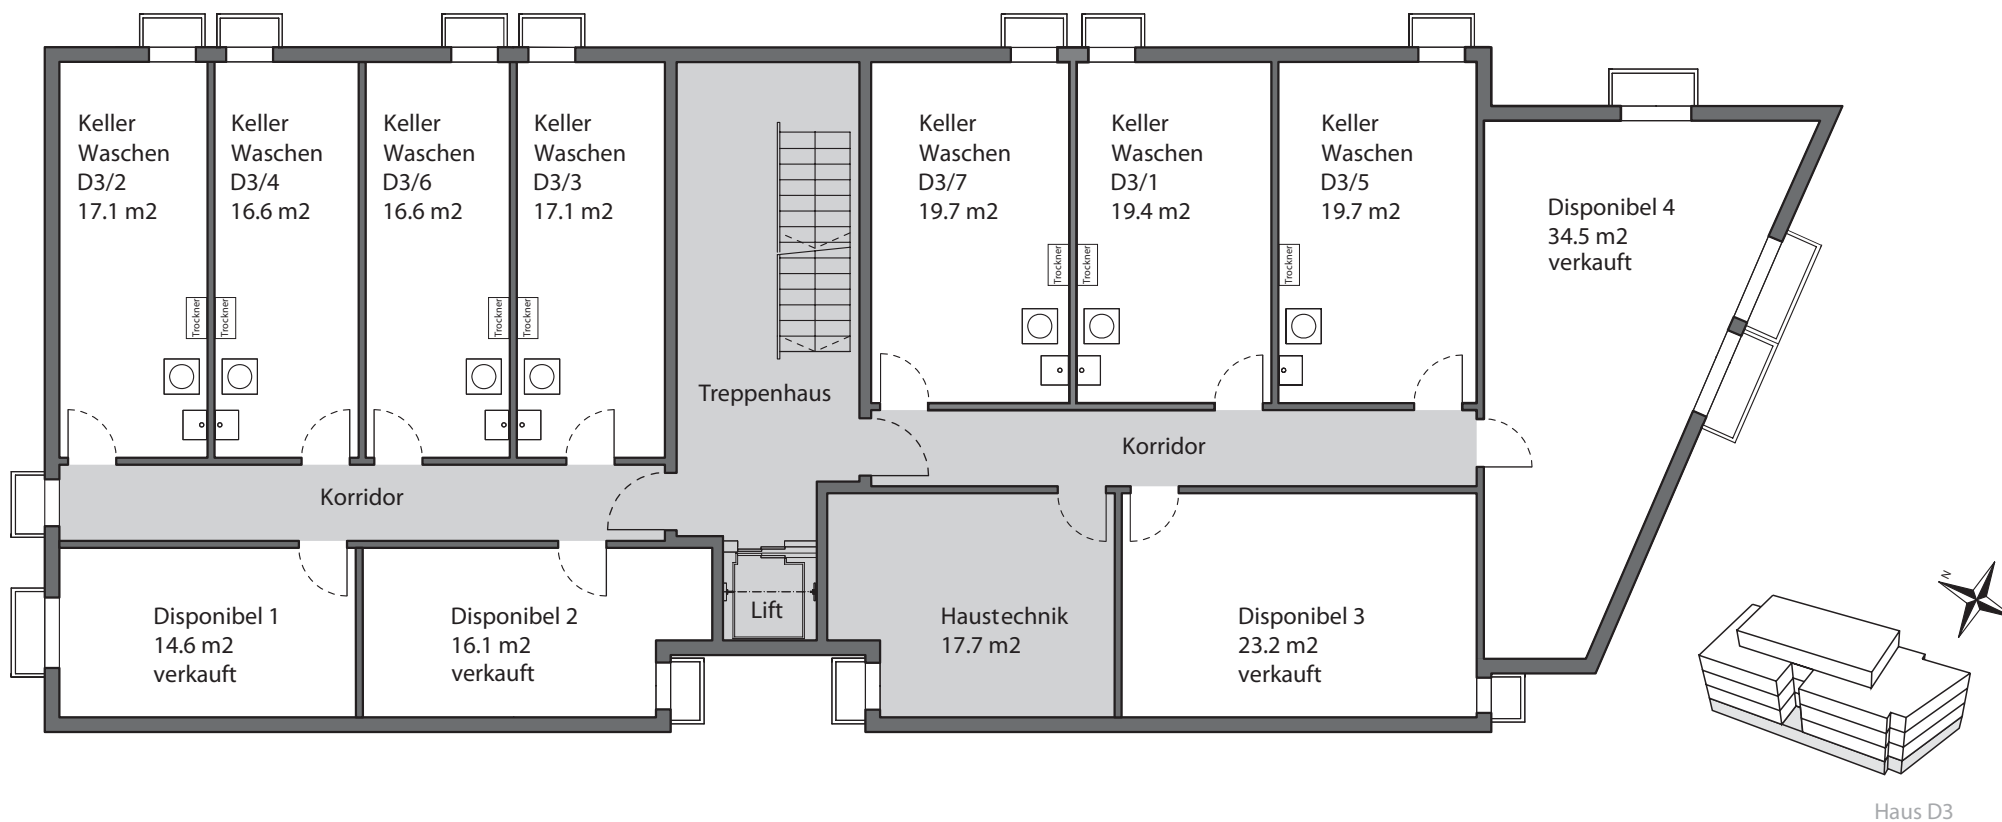 Keller
Waschen
D3/2
17.1 m2
Keller
Waschen
D3/4
16.6 m2
Keller
Waschen
D3/6
16.6 m2
Keller
Waschen
D3/3
17.1 m2
Keller
Waschen
D3/7
19.7 m2
Keller
Waschen
D3/1
19.4 m2
Keller
Waschen
D3/5
19.7 m2
Disponibel 4
34.5 m2
verkauft
Trockner
Trockner
Trockner
Trockner
Trockner
Trockner
Trockner
Treppenhaus
Korridor
Korridor
Disponibel 1
14.6 m2
verkauft
Disponibel 2
16.1 m2
verkauft
Lift
Haustechnik
17.7 m2
Disponibel 3
23.2 m2
verkauft
N
Haus D3